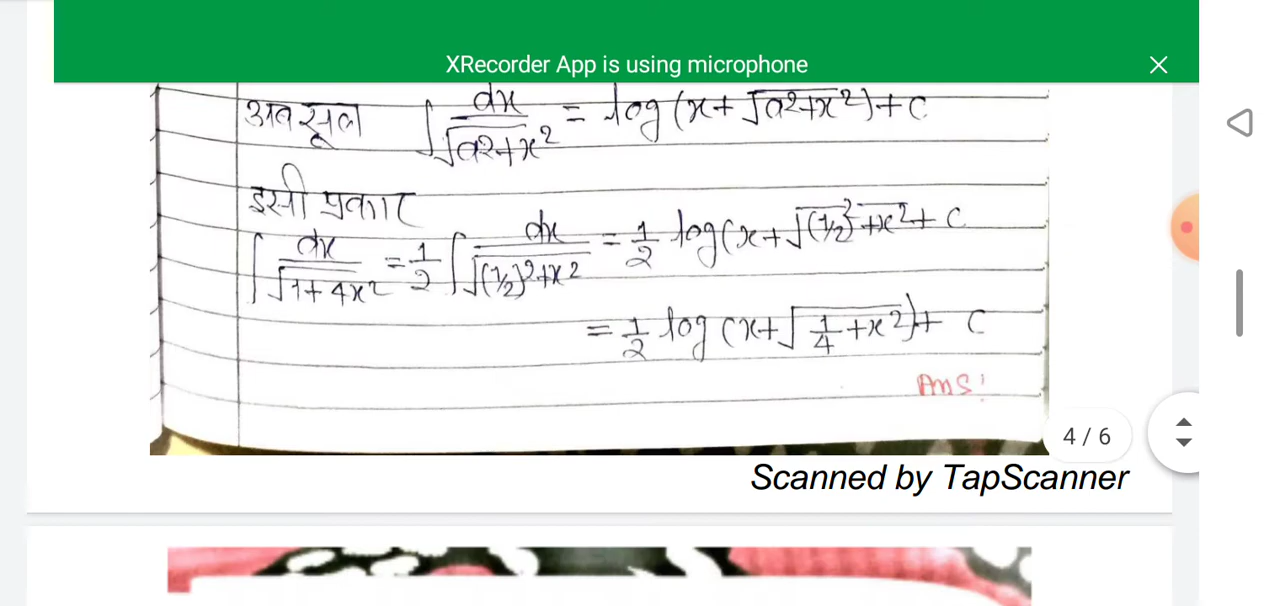 XRecorder App is using microphone
अब सूत्र ∫ dx/√(a2+x2) = log(x+√(a2+x2))+c
इसी प्रकार
∫ dx/√(1+4x2) = 1/2 ∫ dx/√((1/2)2+x2) = 1/2 log(x+√((1/2)2+x2)+ c
= 1/2 log (x+√(1/4+x2))+ c
Ans!
4 / 6
Scanned by TapScanner